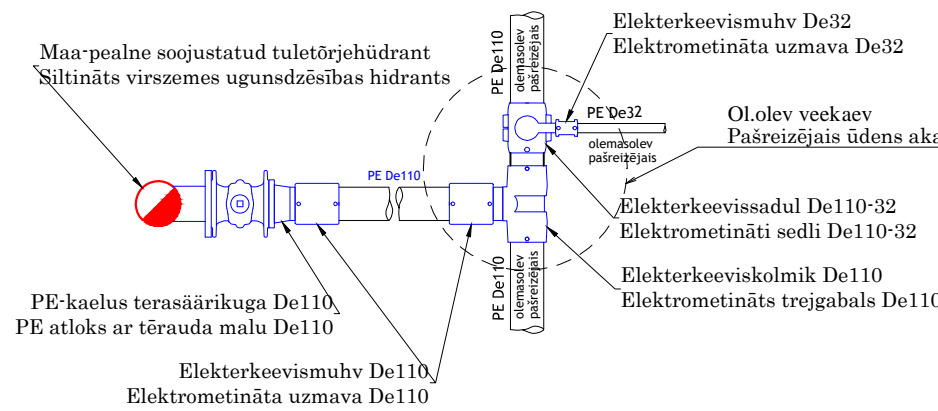 Maa-pealne soojustatud tuletõrjehüdrant
Siltināts virszemes ugunsdzēsības hidrants
PE De110
olemasolev
pašreizējais
Elekterkeevismuhv De32
Elektrometināta uzmava De32
PE De32
olemasolev
pašreizējais
Ol.olev veekaev
Pašreizējais ūdens aka
PE De110
Elekterkeevissadul De110-32
Elektrometināti sedli De110-32
Elekterkeeviskolmik De110
Elektrometināts trejgabals De110
PE De110
olemasolev
pašreizējais
PE-kaelus terasäärikuga De110
PE atloks ar tērauda malu De110
Elekterkeevismuhv De110
Elektrometināta uzmava De110